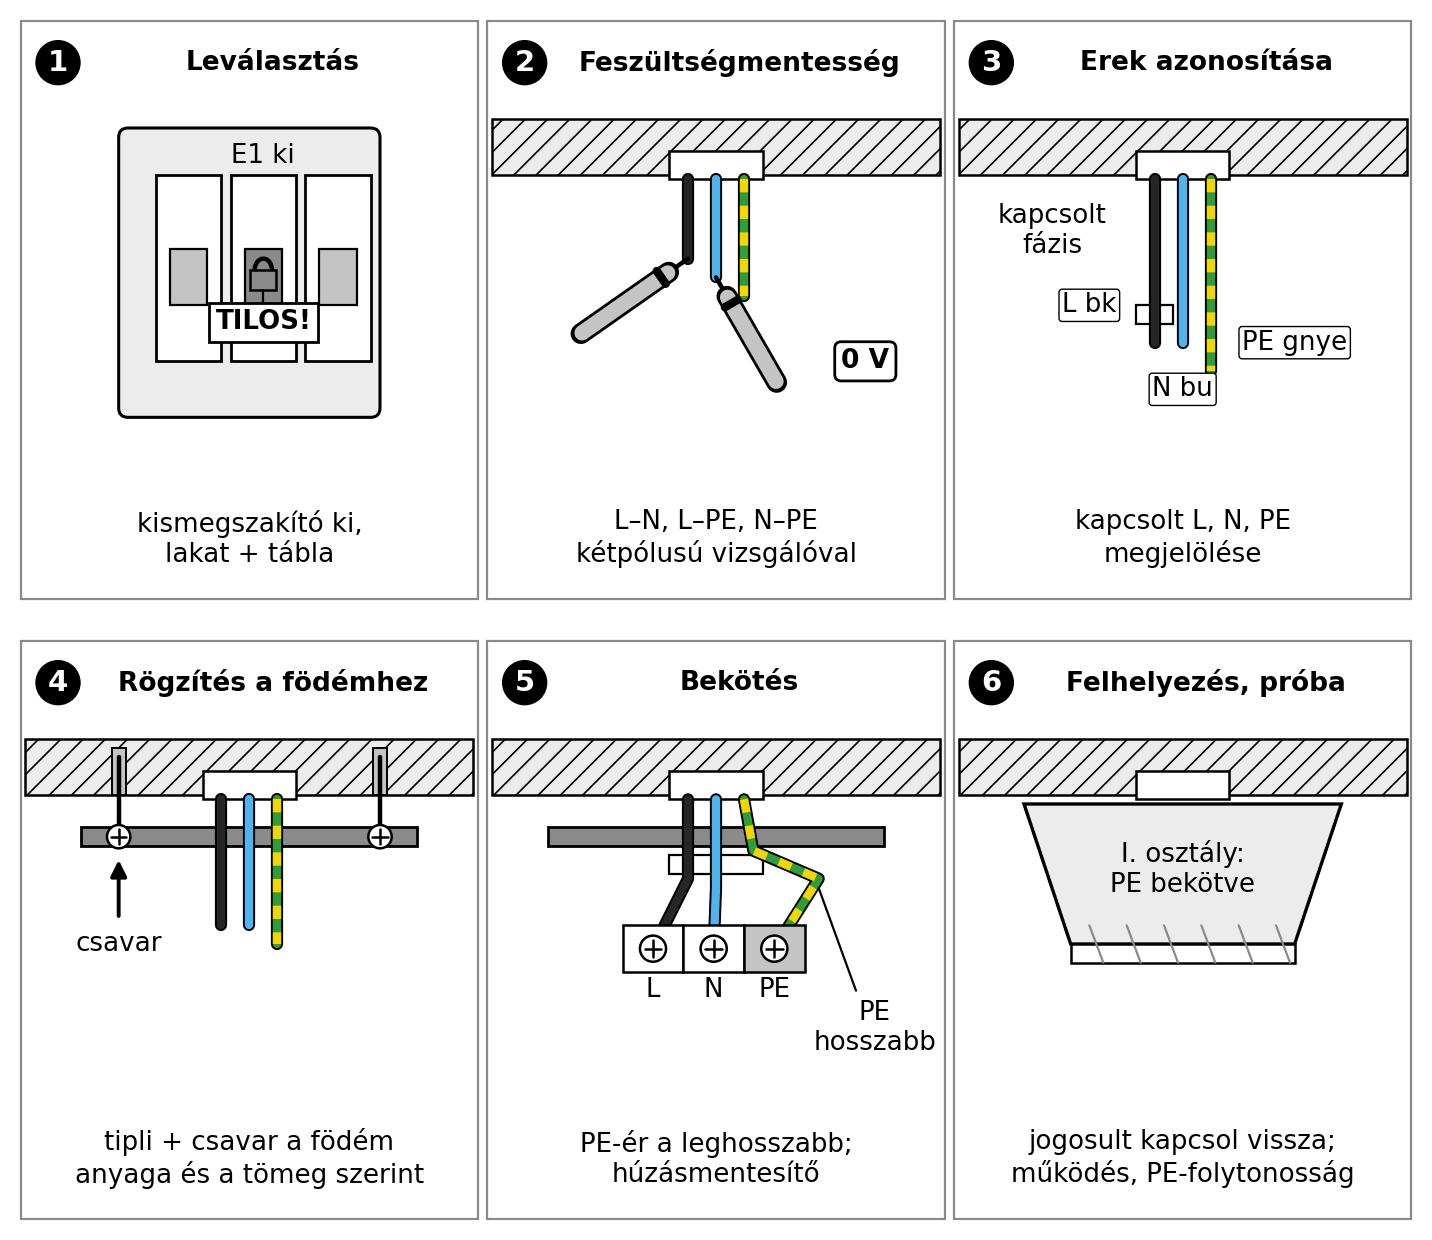 1 Leválasztás
E1 ki
TILOS!
kismegszakító ki,
lakat + tábla
2 Feszültségmentesség
0 V
L–N, L–PE, N–PE
kétpólusú vizsgálóval
3 Erek azonosítása
kapcsolt
fázis
L bk
PE gnye
N bu
kapcsolt L, N, PE
megjelölése
4 Rögzítés a födémhez
csavar
tipli + csavar a födém
anyaga és a tömeg szerint
5 Bekötés
L N PE
PE
hosszabb
PE-ér a leghosszabb;
húzásmentesítő
6 Felhelyezés, próba
I. osztály:
PE bekötve
jogosult kapcsol vissza;
működés, PE-folytonosság